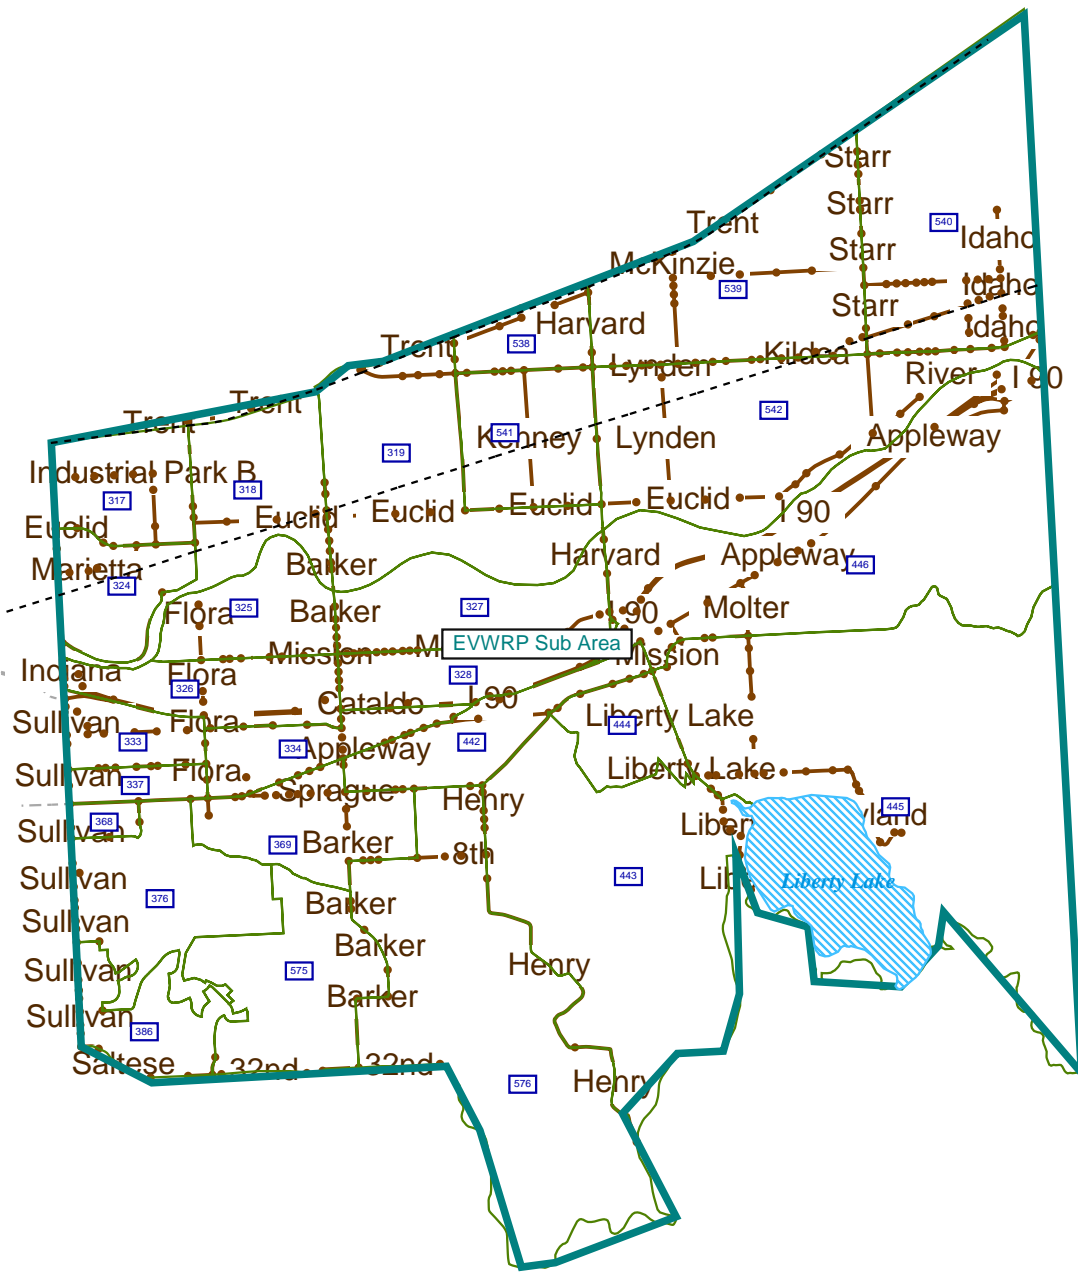 Starr
Starr
Trent
540
Idaho
Starr
McKinzie
539
Idaho
Starr
Harvard
Idaho
538
Trent
Kildea
Lynden
River
I 90
Trent
542
Trent
541
Kenney
Lynden
Appleway
319
Industrial Park B
318
317
Euclid
Euclid
Euclid
Euclid
I 90
Euclid
Harvard
Appleway
Barker
446
Marietta
324
Flora
325
Barker
327
I 90
Molter
EVWRP Sub Area
Mission
Mission
Indiana
Flora
328
326
Cataldo
I 90
Sullivan
Flora
Liberty Lake
444
333
334
Appleway
442
Sullivan
Flora
Liberty Lake
337
Sprague
Henry
445
368
Sullivan
369
Barker
8th
Sullivan
443
Liberty Lake
376
Barker
Sullivan
Barker
Henry
Sullivan
575
Barker
Sullivan
386
Saltese
32nd
32nd
576
Henry